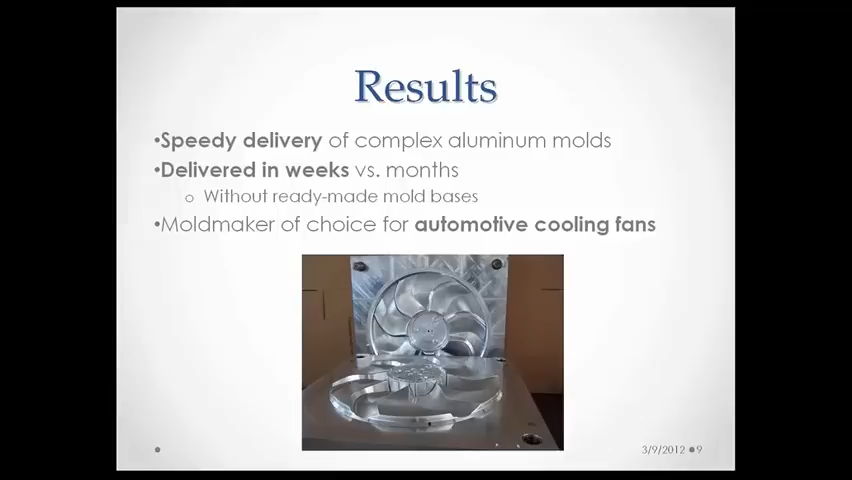 Results
•Speedy delivery of complex aluminum molds
•Delivered in weeks vs. months
o Without ready-made mold bases
•Moldmaker of choice for automotive cooling fans
3/9/2012 ●9